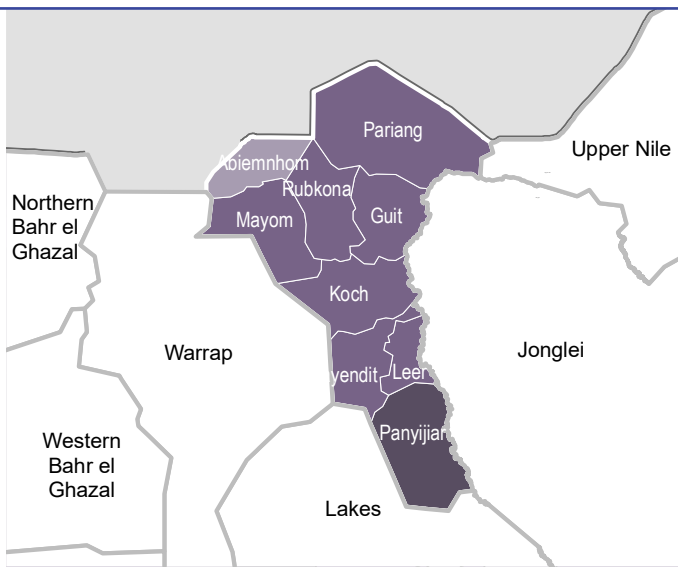 Pariang
Upper Nile
Abiemnhom
Rubkona
Northern
Bahr el
Ghazal
Mayom
Guit
Koch
Warrap
Jonglei
yendit
Leer
Panyijiar
Western
Bahr el
Ghazal
Lakes